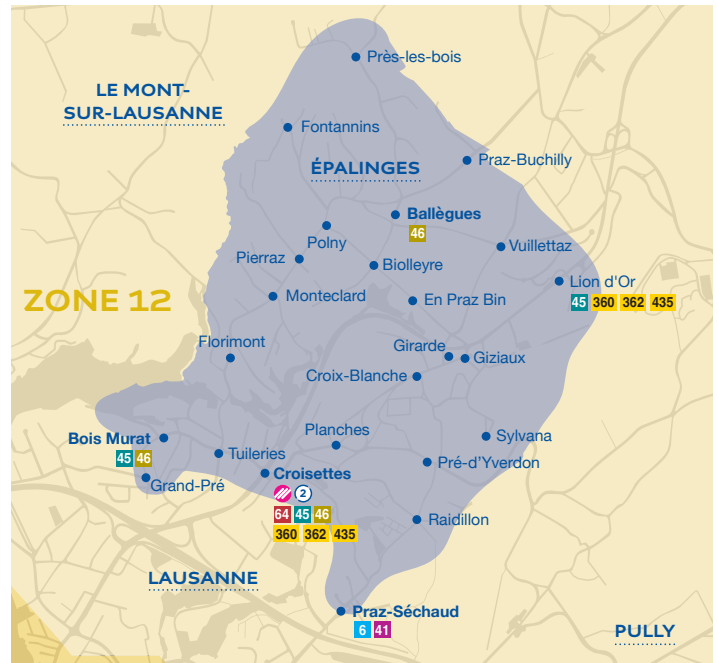 Près-les-bois
LE MONT-
SUR-LAUSANNE
Fontannins
ÉPALINGES
Praz-Buchilly
Ballègues
46
Polny
Vuillettaz
Pierraz
Biolleyre
Lion d'Or
45 360 362 435
ZONE 12
Monteclard
En Praz Bin
Florimont
Girarde
Giziaux
Croix-Blanche
Planches
Sylvana
Bois Murat
45 46
Tuileries
Pré-d'Yverdon
Grand-Pré
Croisettes
2
64 45 46
360 362 435
Raidillon
LAUSANNE
Praz-Séchaud
6 41
PULLY